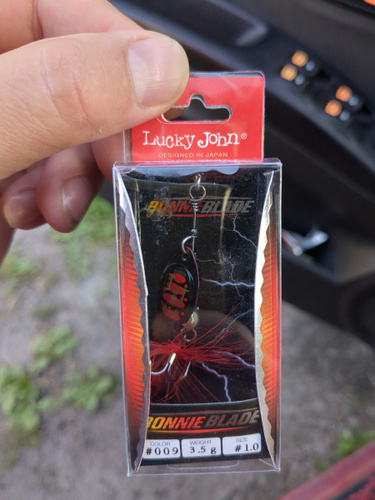 Lucky John®
DESIGNED IN JAPAN
BONNIE BLADE
BONNIE BLADE
COLOR WEIGHT SIZE
#009 3.5 g #1.0